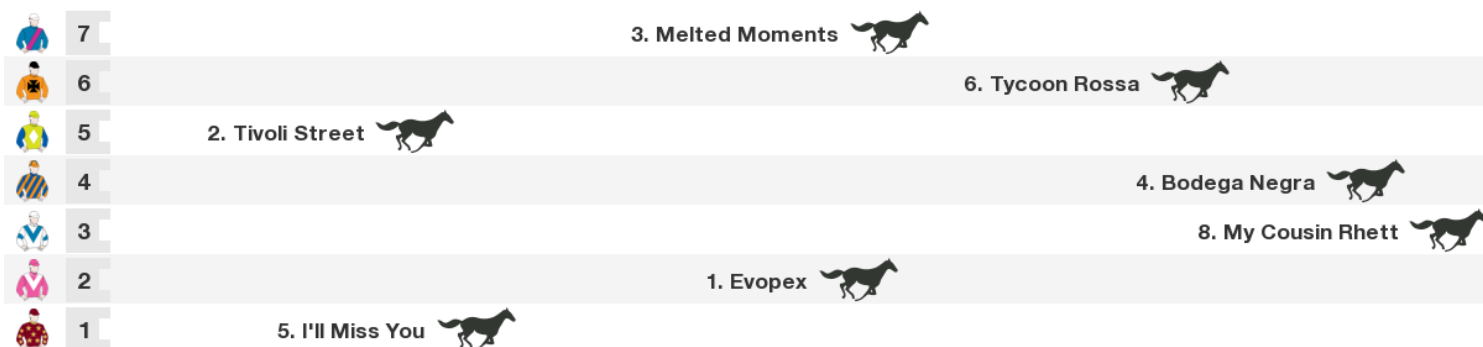 7 3. Melted Moments
6 6. Tycoon Rossa
5 2. Tivoli Street
4 4. Bodega Negra
3 8. My Cousin Rhett
2 1. Evopex
1 5. I'll Miss You